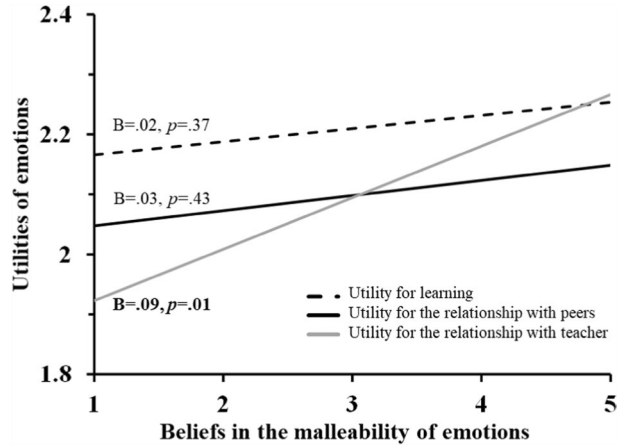 2.4
2.2
2
1.8
Utilities of emotions
B=.02, p=.37
B=.03, p=.43
B=.09, p=.01
Utility for learning
Utility for the relationship with peers
Utility for the relationship with teacher
1 2 3 4 5
Beliefs in the malleability of emotions